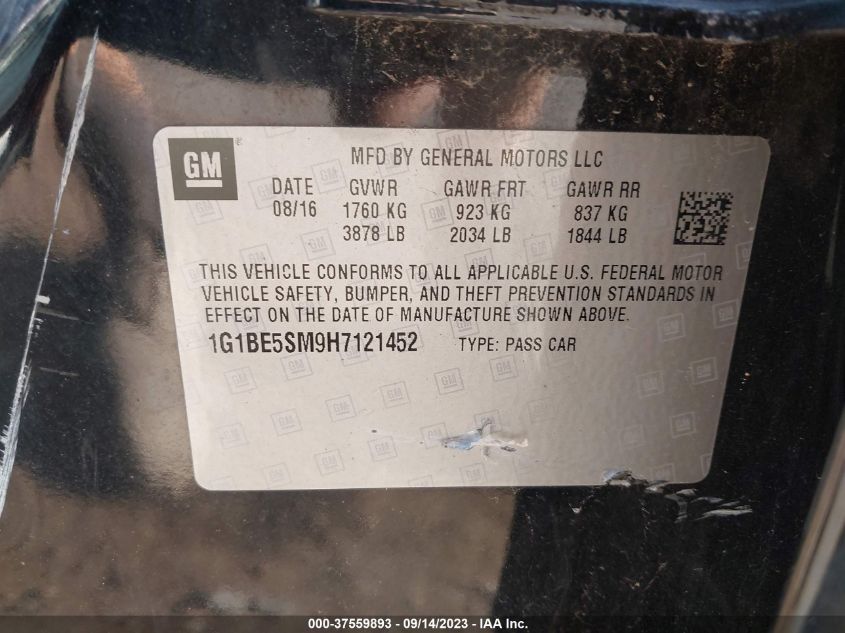 GM ®
MFD BY GENERAL MOTORS LLC
DATE GVWR GAWR FRT GAWR RR
08/16 1760 KG 923 KG 837 KG
3878 LB 2034 LB 1844 LB
THIS VEHICLE CONFORMS TO ALL APPLICABLE U.S. FEDERAL MOTOR
VEHICLE SAFETY, BUMPER, AND THEFT PREVENTION STANDARDS IN
EFFECT ON THE DATE OF MANUFACTURE SHOWN ABOVE.
1G1BE5SM9H7121452 TYPE: PASS CAR
000-37559893 - 09/14/2023 - IAA Inc.